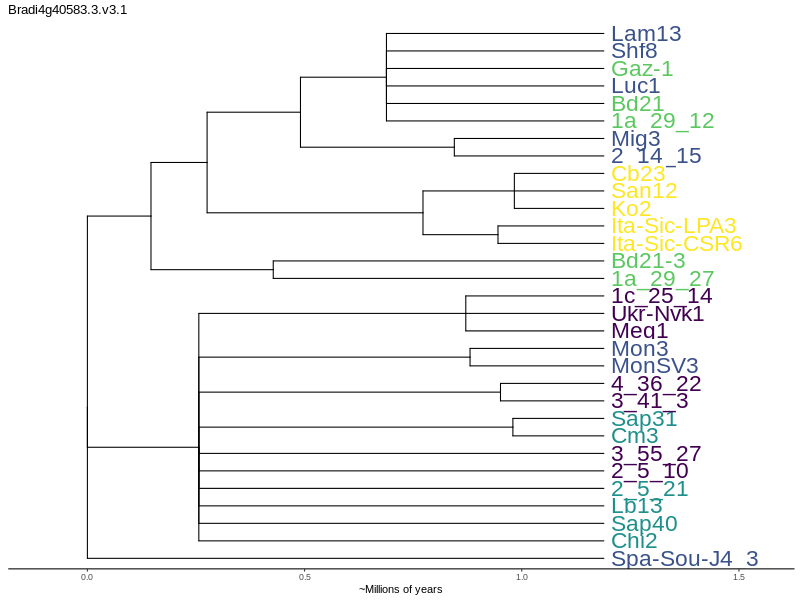 Bradi4g40583.3.v3.1
Lam13
Shf8
Gaz-1
Luc1
Bd21
1a_29_12
Mig3
2_14_15
Cb23
San12
Ko2
Ita-Sic-LPA3
Ita-Sic-CSR6
Bd21-3
1a_29_27
1c_25_14
Ukr-Nvk1
Meg1
Mon3
MonSV3
4_36_22
3_41_3
Sap31
Cm3
3_55_27
2_5_10
2_5_21
Lb13
Sap40
Chi2
Spa-Sou-J4_3
0.0 0.5 1.0 1.5
~Millions of years